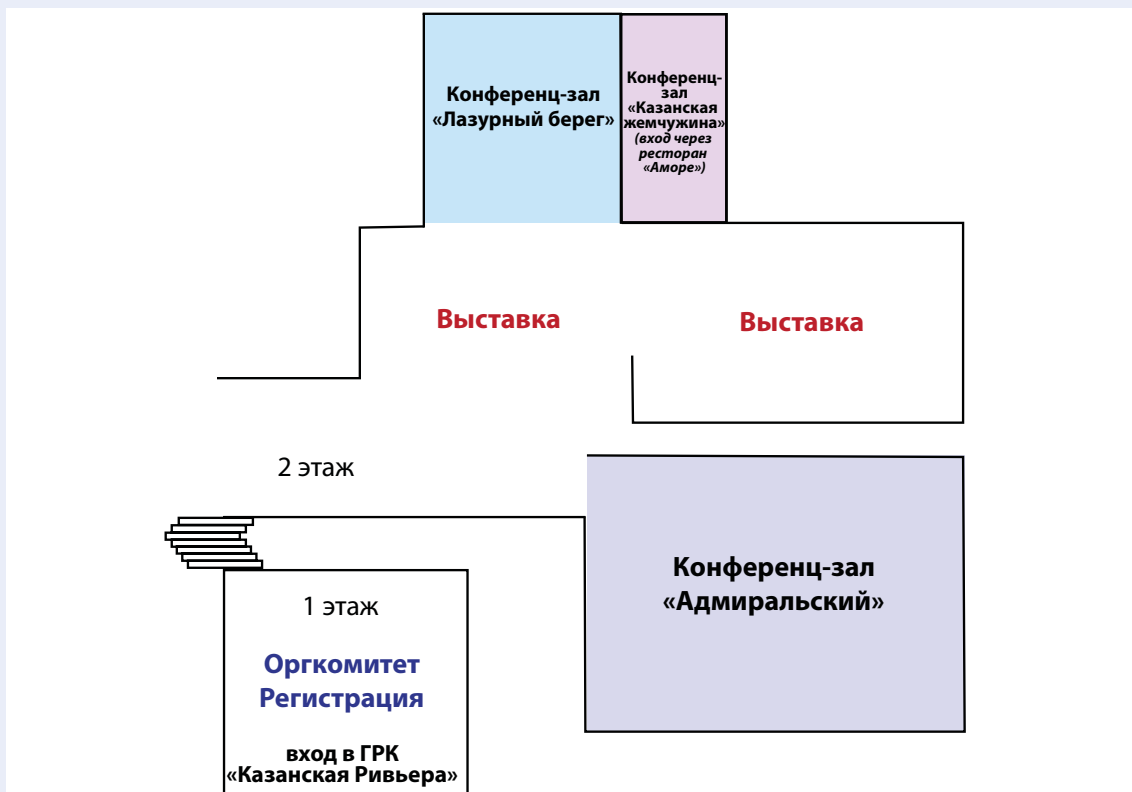 Конференц-зал
«Лазурный берег»
Конференц-
зал
«Казанская
жемчужина»
(вход через
ресторан
«Аморе»)
Выставка
Выставка
2 этаж
Конференц-зал
«Адмиральский»
1 этаж
Оргкомитет
Регистрация
вход в ГРК
«Казанская Ривьера»